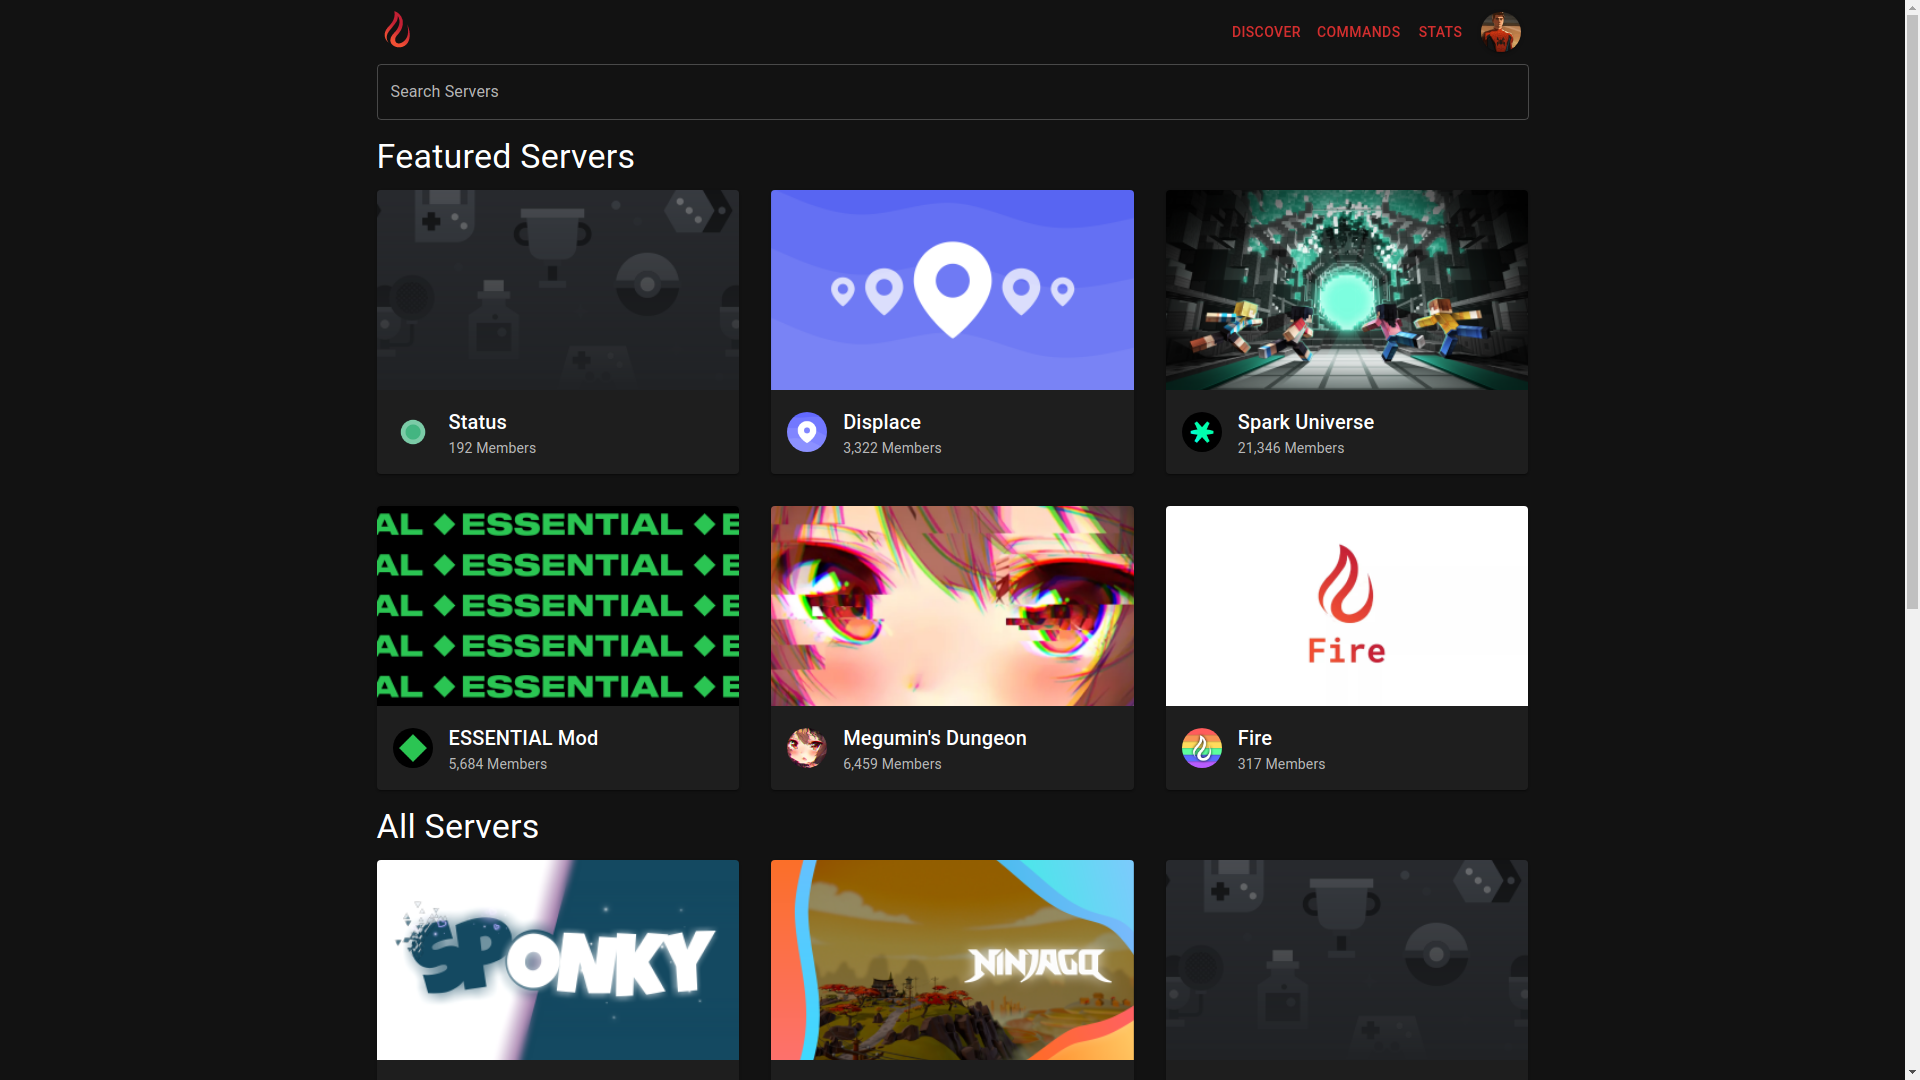 DISCOVER COMMANDS STATS
Search Servers
Featured Servers
Status
192 Members
Displace
3,322 Members
Spark Universe
21,346 Members
AL ◆ ESSENTIAL ◆ E
AL ◆ ESSENTIAL ◆ E
AL ◆ ESSENTIAL ◆ E
AL ◆ ESSENTIAL ◆ E
AL ◆ ESSENTIAL ◆ E
ESSENTIAL Mod
5,684 Members
Megumin's Dungeon
6,459 Members
Fire
Fire
317 Members
All Servers
SPONKY
NINJAGO